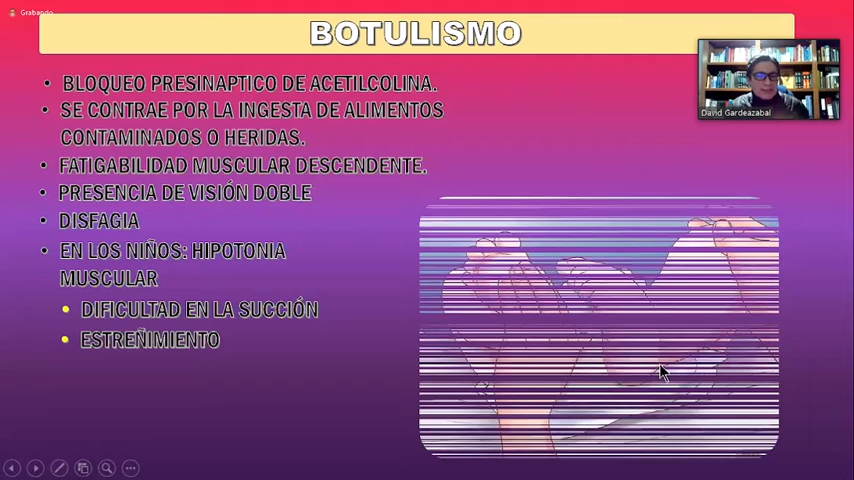 Grabando
BOTULISMO
David Gardeazabal
• BLOQUEO PRESINAPTICO DE ACETILCOLINA.
• SE CONTRAE POR LA INGESTA DE ALIMENTOS
CONTAMINADOS O HERIDAS.
• FATIGABILIDAD MUSCULAR DESCENDENTE.
• PRESENCIA DE VISIÓN DOBLE
• DISFAGIA
• EN LOS NIÑOS: HIPOTONIA
MUSCULAR
• DIFICULTAD EN LA SUCCIÓN
• ESTREÑIMIENTO